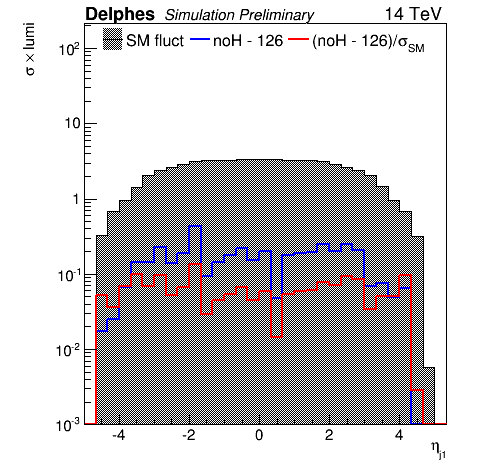 Delphes Simulation Preliminary 14 TeV
SM fluct noH - 126 (noH - 126)/σSM
σ × lumi
10²
10
1
10⁻¹
10⁻²
10⁻³
-4 -2 0 2 4
ηj1